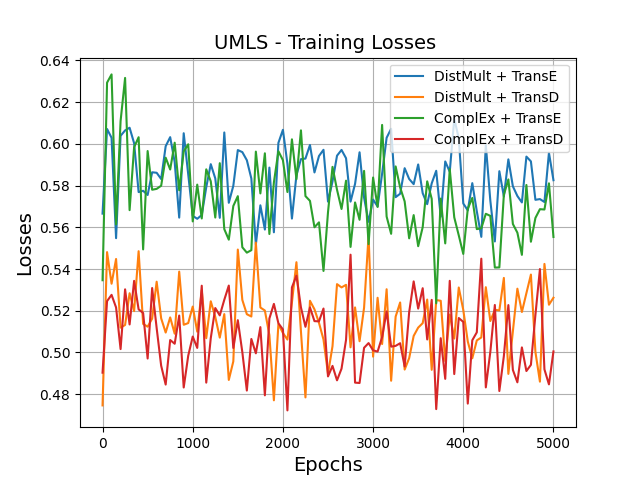 UMLS - Training Losses
0.64
0.62
0.60
0.58
0.56
0.54
0.52
0.50
0.48
Losses
DistMult + TransE
DistMult + TransD
ComplEx + TransE
ComplEx + TransD
0
1000
2000
3000
4000
5000
Epochs